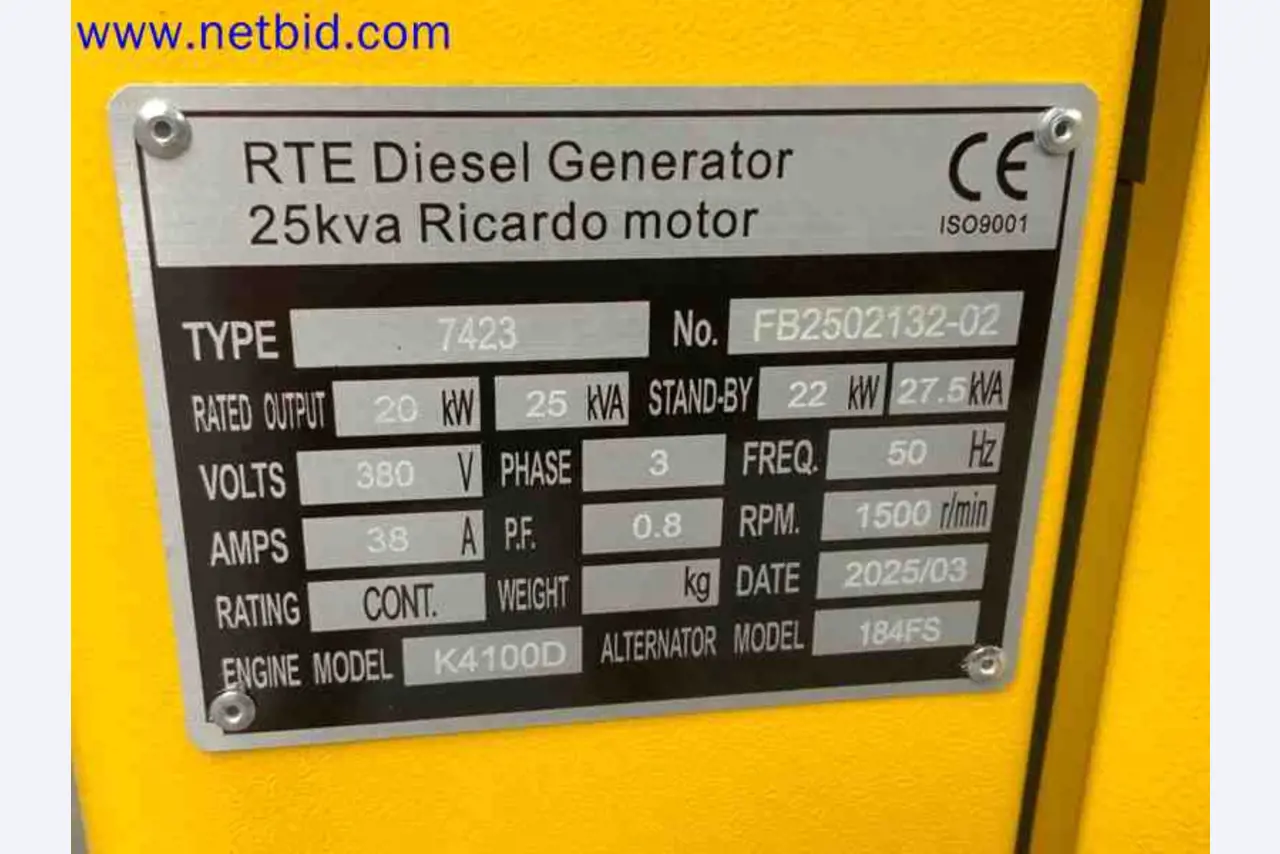 www.netbid.com
RTE Diesel Generator
25kva Ricardo motor
CE
ISO9001
TYPE 7423 No. FB2502132-02
RATED OUTPUT 20 kW 25 kVA STAND-BY 22 kW 27.5 kVA
VOLTS 380 V PHASE 3 FREQ. 50 Hz
AMPS 38 A P.F. 0.8 RPM. 1500 r/min
RATING CONT. WEIGHT kg DATE 2025/03
ENGINE MODEL K4100D ALTERNATOR MODEL 184FS